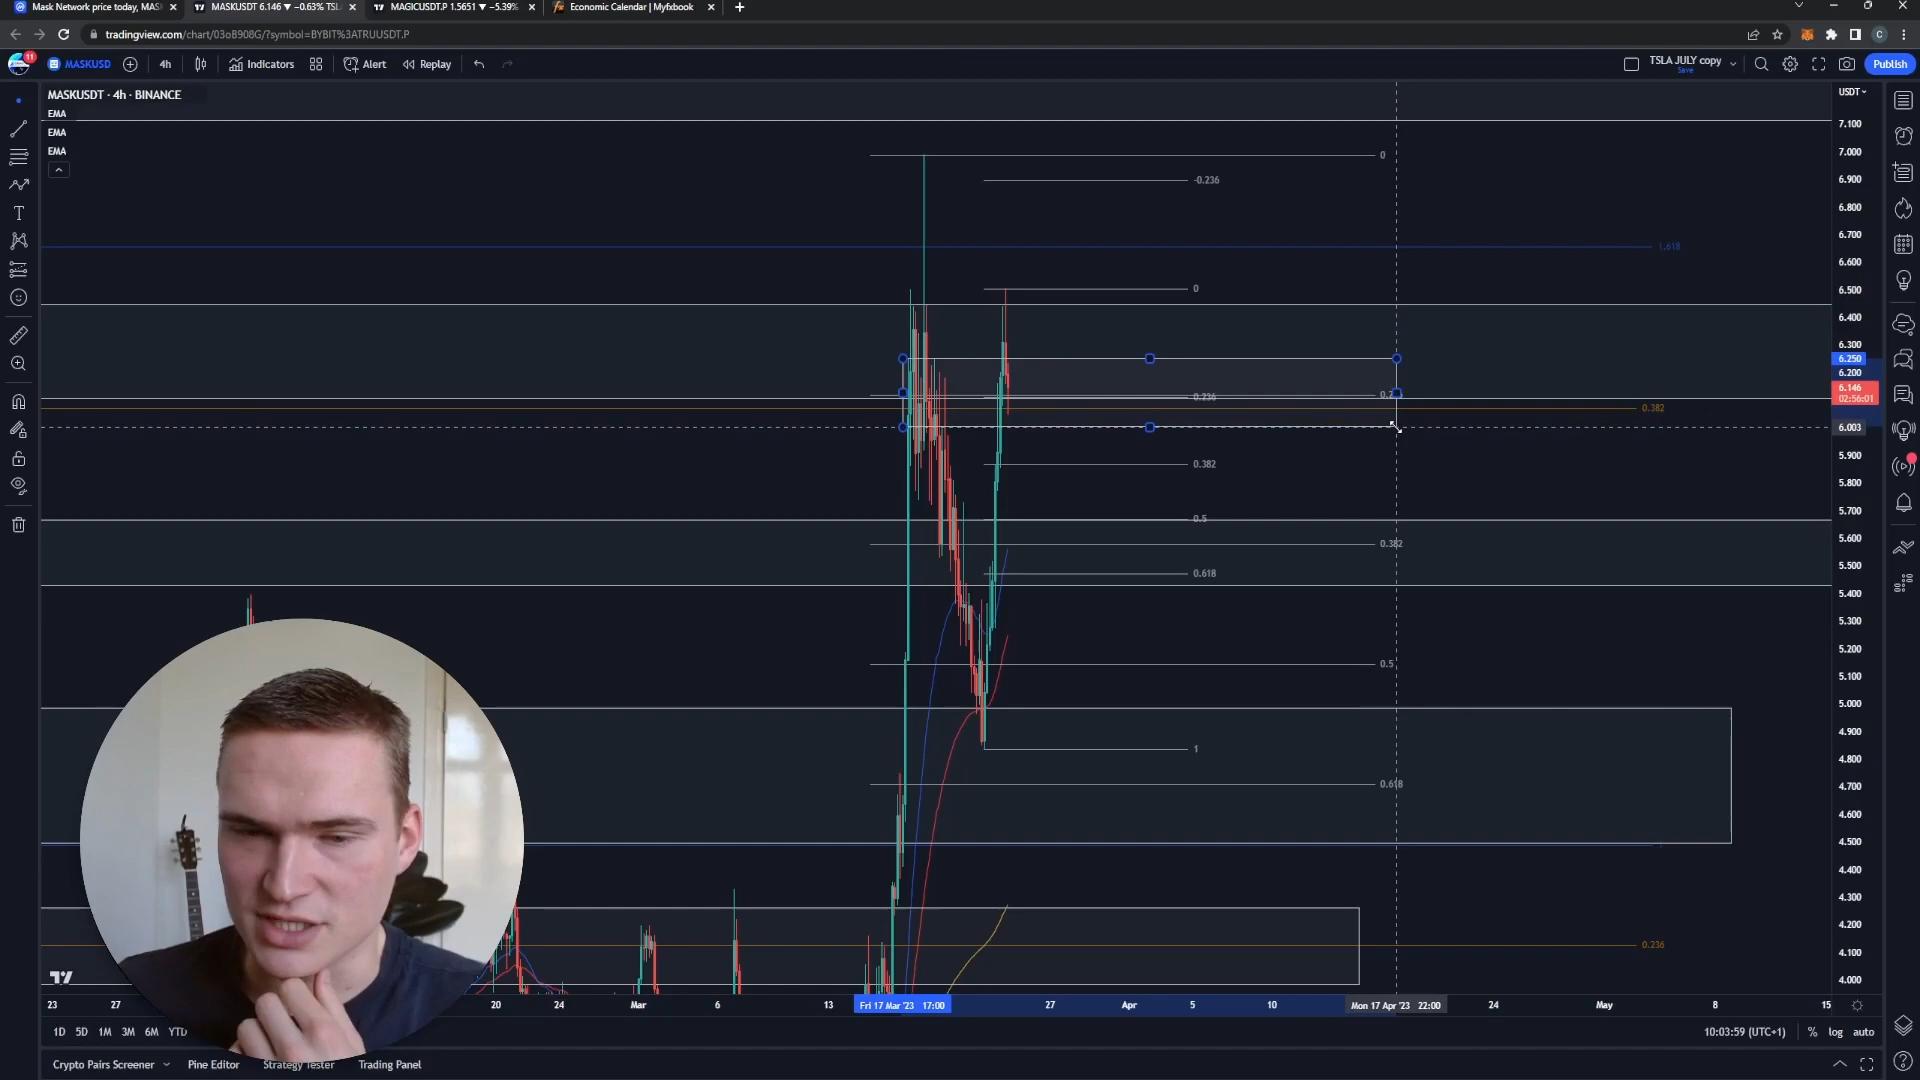 Mask Network price today, MAS
MASKUSDT 6.146 ▼ −0.63% TSL
MAGICUSDT.P 1.5651 ▼ −5.39%
Economic Calendar | Myfxbook
tradingview.com/chart/03oB908G/?symbol=BYBIT%3ATRUUSDT.P
C
11
MASKUSD
4h
Indicators
Alert
Replay
TSLA JULY copy
Save
Publish
MASKUSDT · 4h · BINANCE
EMA
EMA
EMA
USDT
7.100
7.000
6.900
6.800
6.700
6.600
6.500
6.400
6.300
6.250
6.200
6.146
02:56:01
6.003
5.900
5.800
5.700
5.600
5.500
5.400
5.300
5.200
5.100
5.000
4.900
4.800
4.700
4.600
4.500
4.400
4.300
4.200
4.100
4.000
0
-0.236
1.618
0
0.236
0.382
0.382
0.5
0.382
0.618
0.5
1
0.618
0.236
23
27
20
24
Mar
6
13
Fri 17 Mar '23 17:00
27
Apr
5
10
Mon 17 Apr '23 22:00
24
May
8
15
1D
5D
1M
3M
6M
YTD
10:03:59 (UTC+1)
%
log
auto
Crypto Pairs Screener
Pine Editor
Strategy Tester
Trading Panel